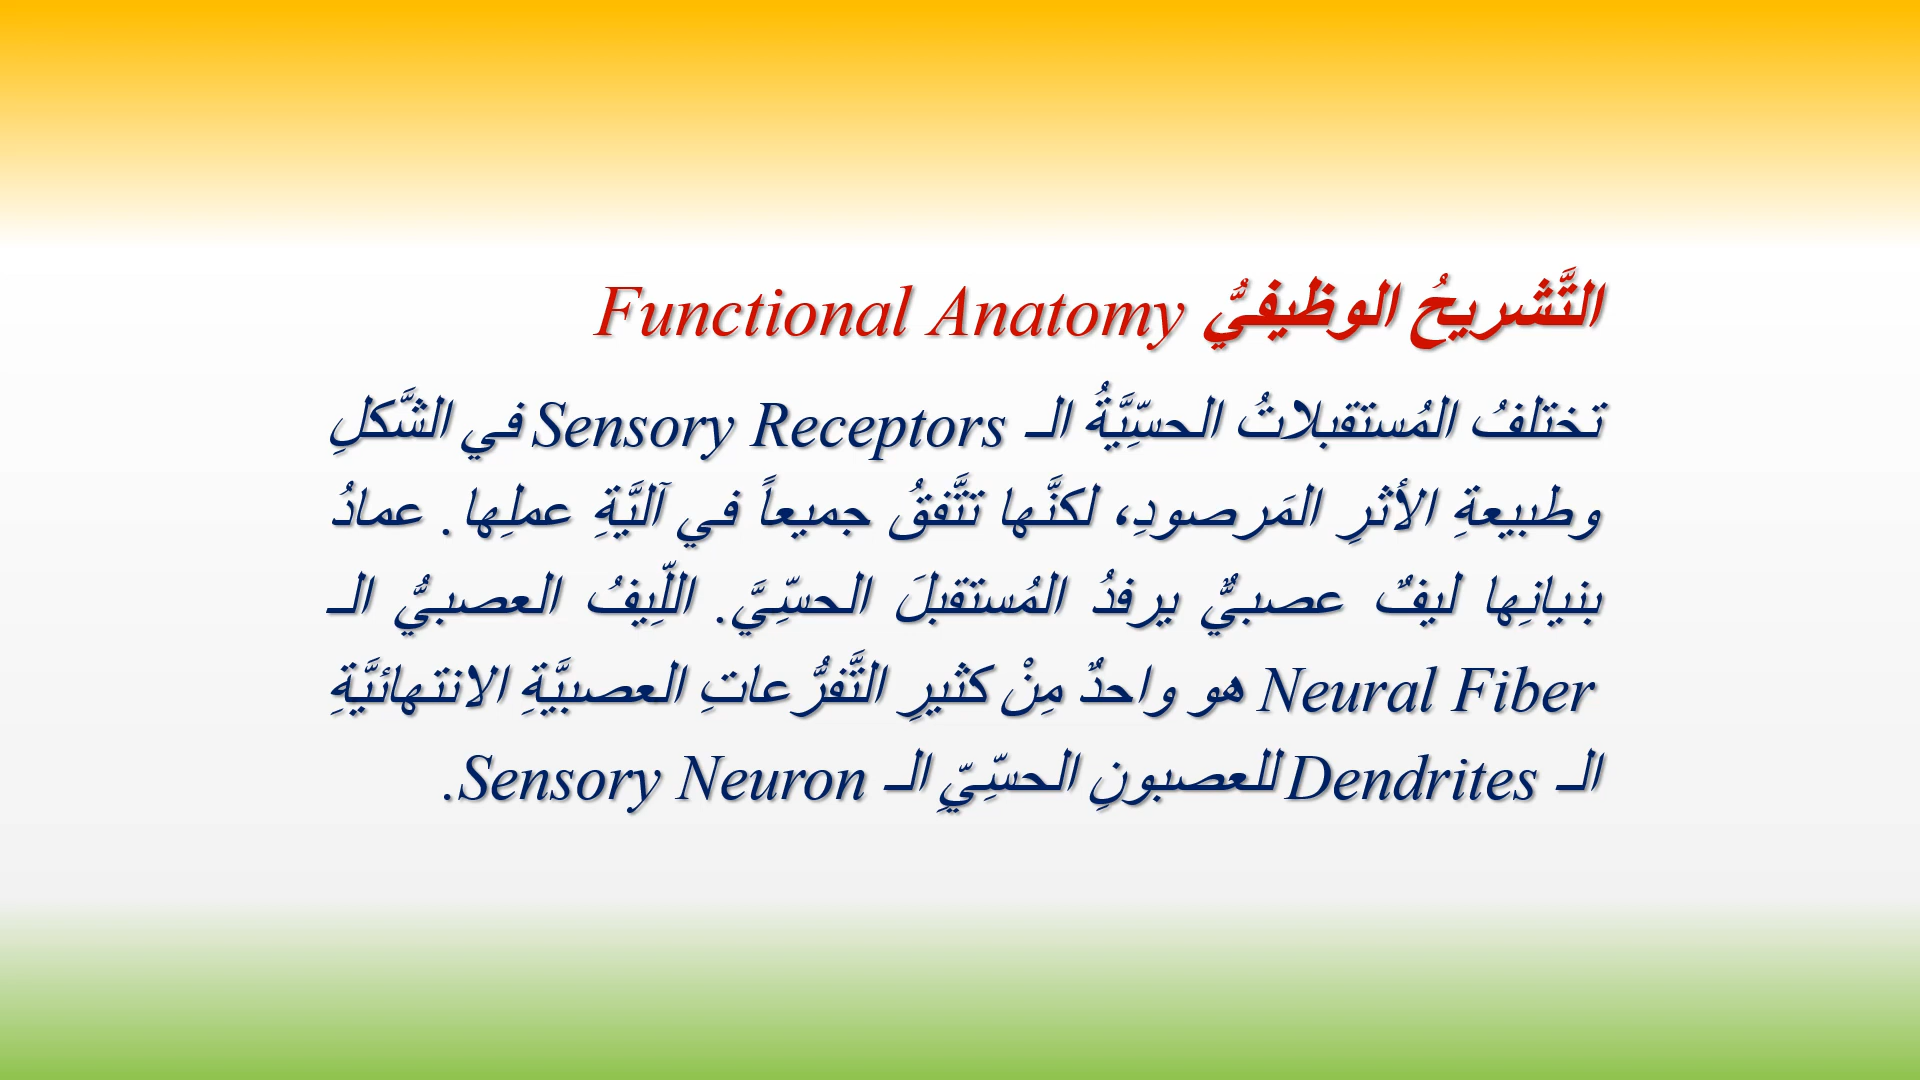 التَّشريحُ الوظيفيُّ Functional Anatomy
تختلفُ المُستقبلاتُ الحسِّيَّةُ الـ Sensory Receptors في الشَّكلِ
وطبيعةِ الأثرِ المَرصودِ، لكنَّها تتَّفقُ جميعاً في آليَّةِ عملِها. عمادُ
بنيانِها ليفٌ عصبيٌّ يرفدُ المُستقبلَ الحسّيَّ. اللّيفُ العصبيُّ الـ
Neural Fiber هو واحدٌ مِنْ كثيرِ التَّفرُّعاتِ العصبيَّةِ الانتهائيَّةِ
الـ Dendrites للعصبونِ الحسّيِّ الـ Sensory Neuron.